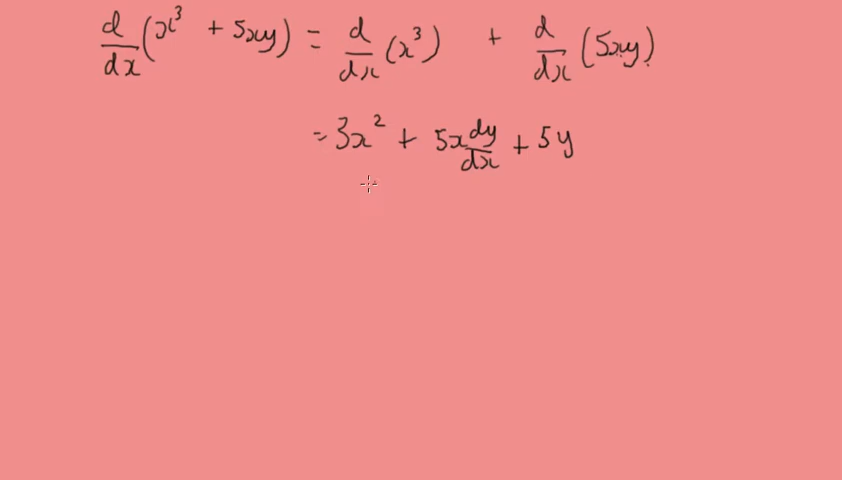 d/dx (x³ + 5xy) = d/dx (x³) + d/dx (5xy)
= 3x² + 5x dy/dx + 5y